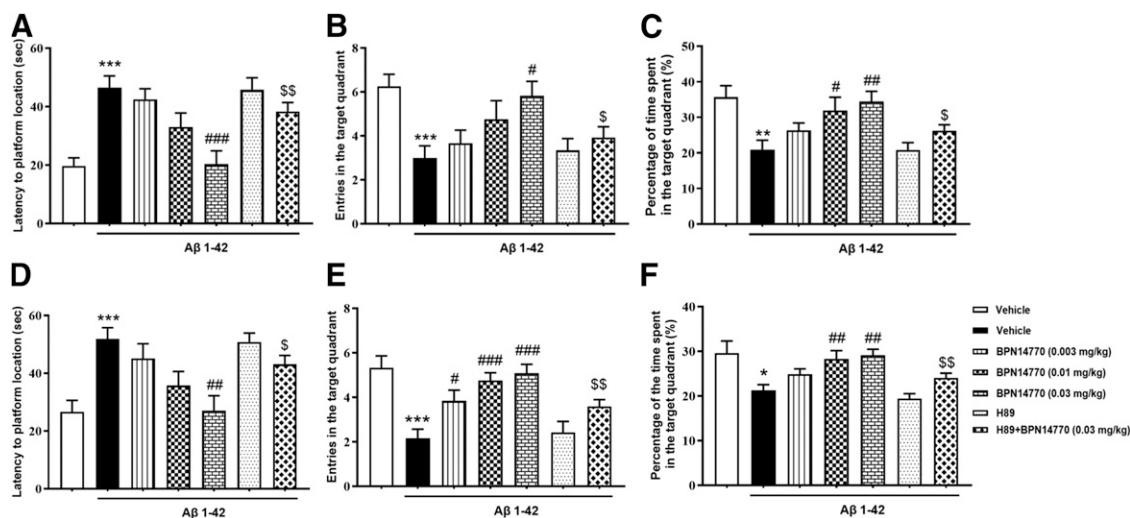 A
Latency to platform location (sec)
60
40
20
0
***
###
$$
Aβ 1-42
B
Entries in the target quadrant
8
6
4
2
0
***
#
$
Aβ 1-42
C
Percentage of time spent
in the target quadrant (%)
50
40
30
20
10
0
**
#
##
$
Aβ 1-42
D
Latency to platform location (sec)
60
40
20
0
***
##
$
Aβ 1-42
E
Entries in the target quadrant
8
6
4
2
0
***
#
###
###
$$
Aβ 1-42
F
Percentage of the time spent
in the target quadrant (%)
50
40
30
20
10
0
*
##
##
$$
Aβ 1-42
Vehicle
Vehicle
BPN14770 (0.003 mg/kg)
BPN14770 (0.01 mg/kg)
BPN14770 (0.03 mg/kg)
H89
H89+BPN14770 (0.03 mg/kg)